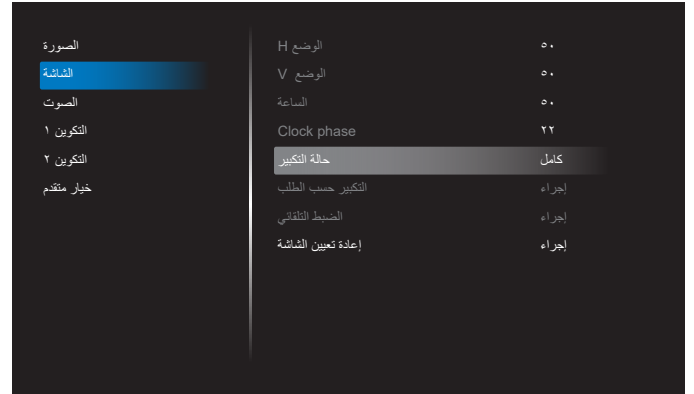 الصورة
الشاشة
الصوت
التكوين ١
التكوين ٢
خيار متقدم
الوضع H ٥٠
الوضع V ٥٠
الساعة ٥٠
Clock phase ٢٢
حالة التكبير كامل
التكبير حسب الطلب إجراء
الضبط التلقائي إجراء
إعادة تعيين الشاشة إجراء